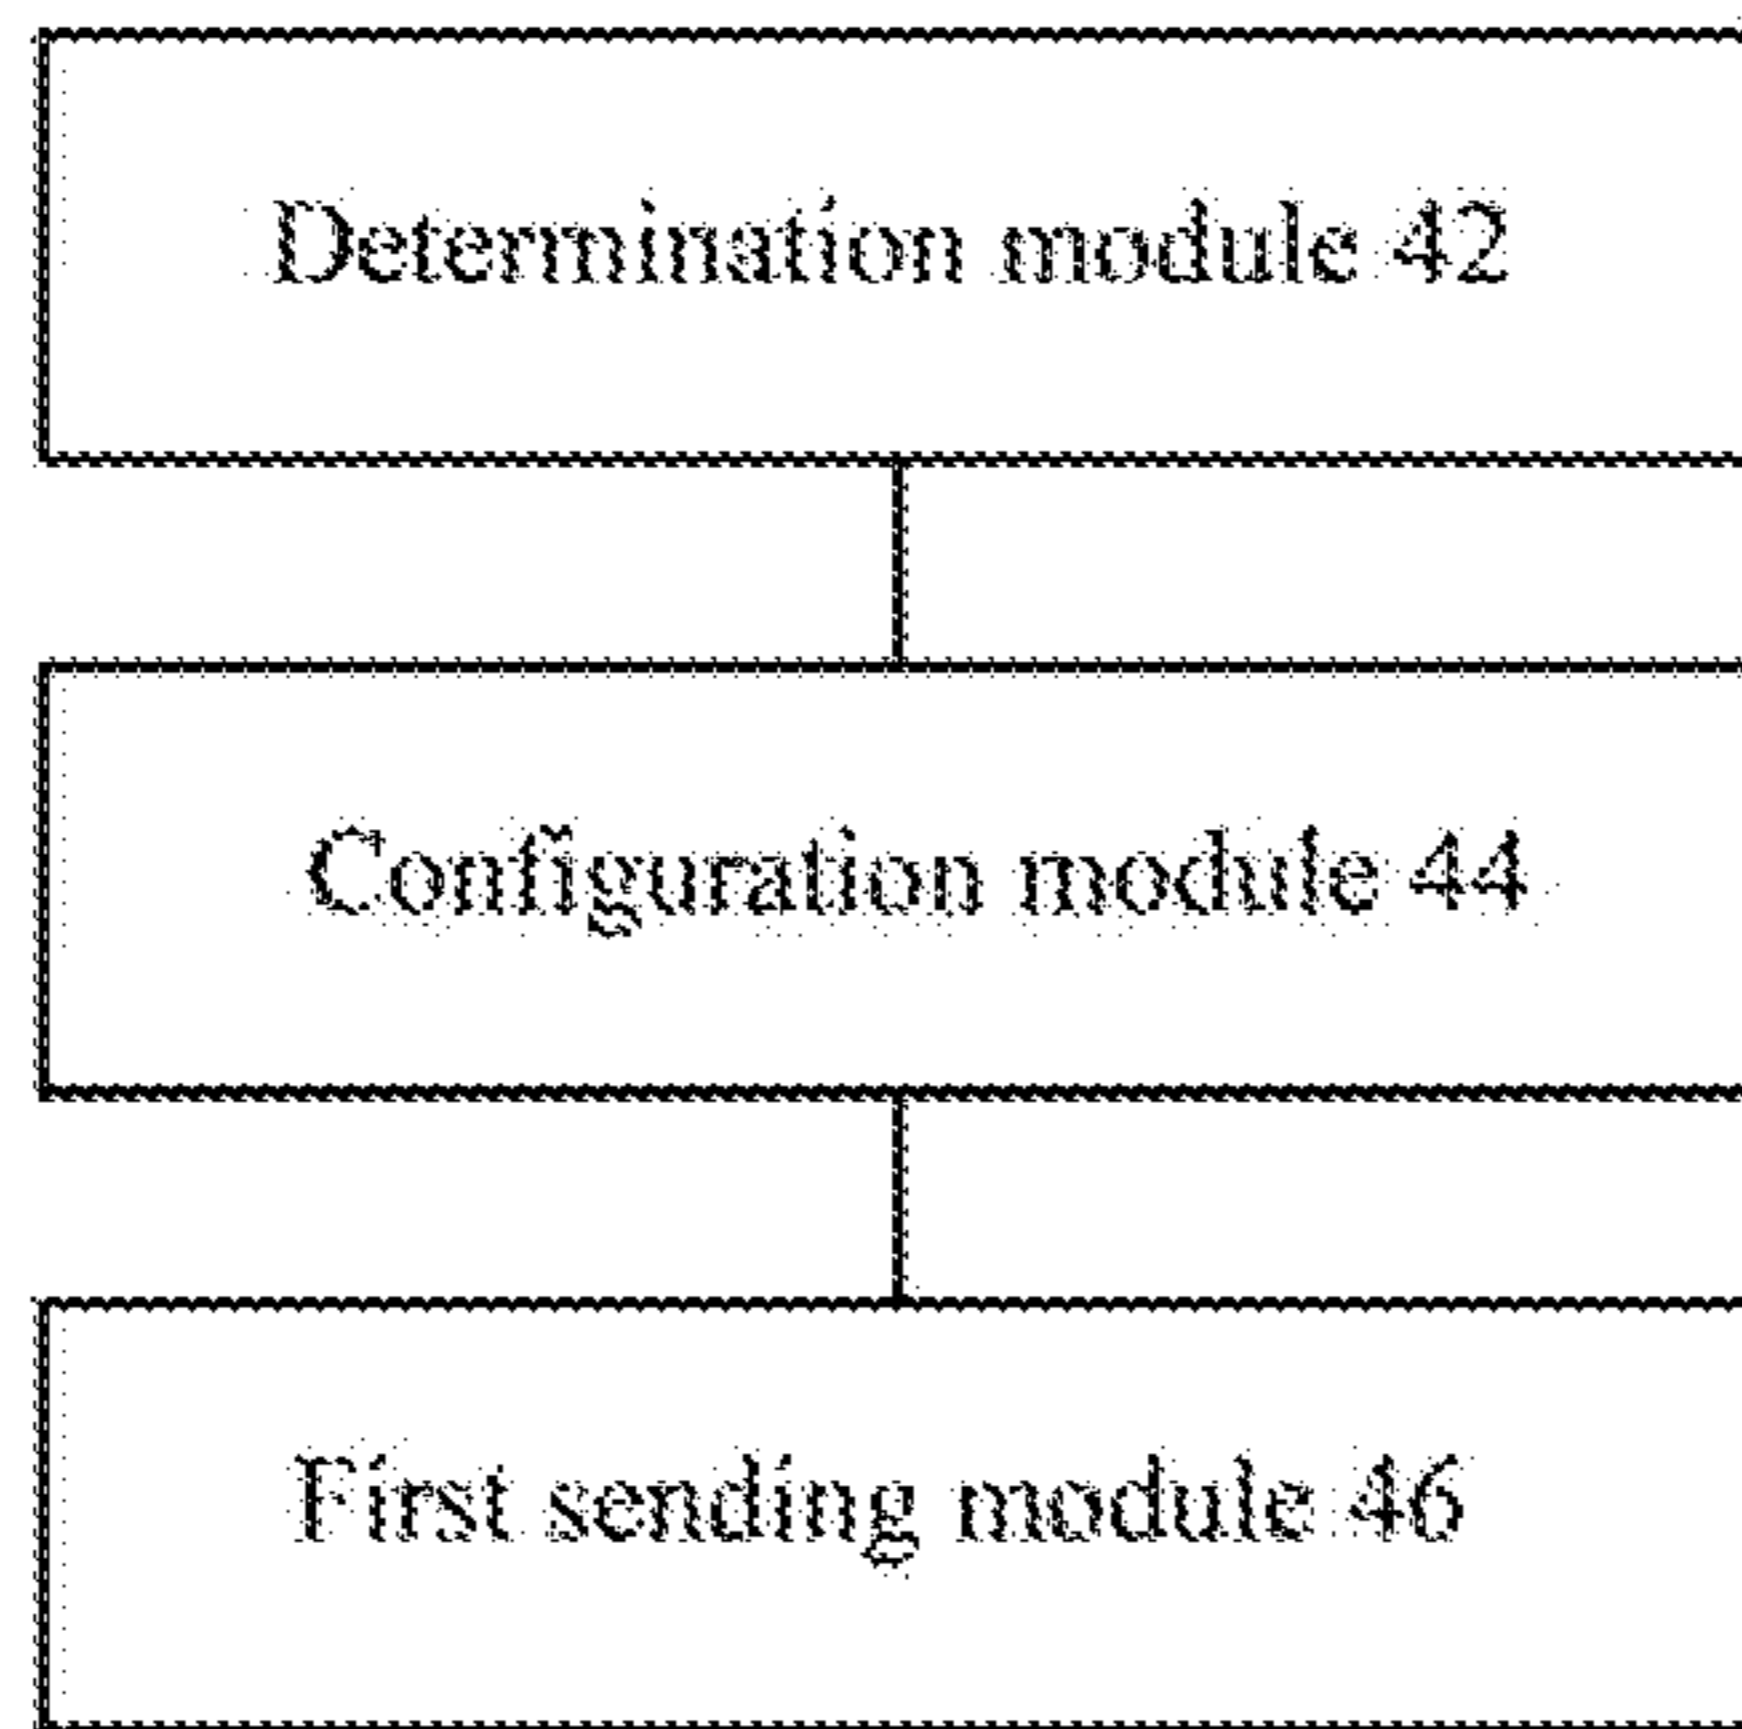 Determination module 42
Configuration module 44
First sending module 46